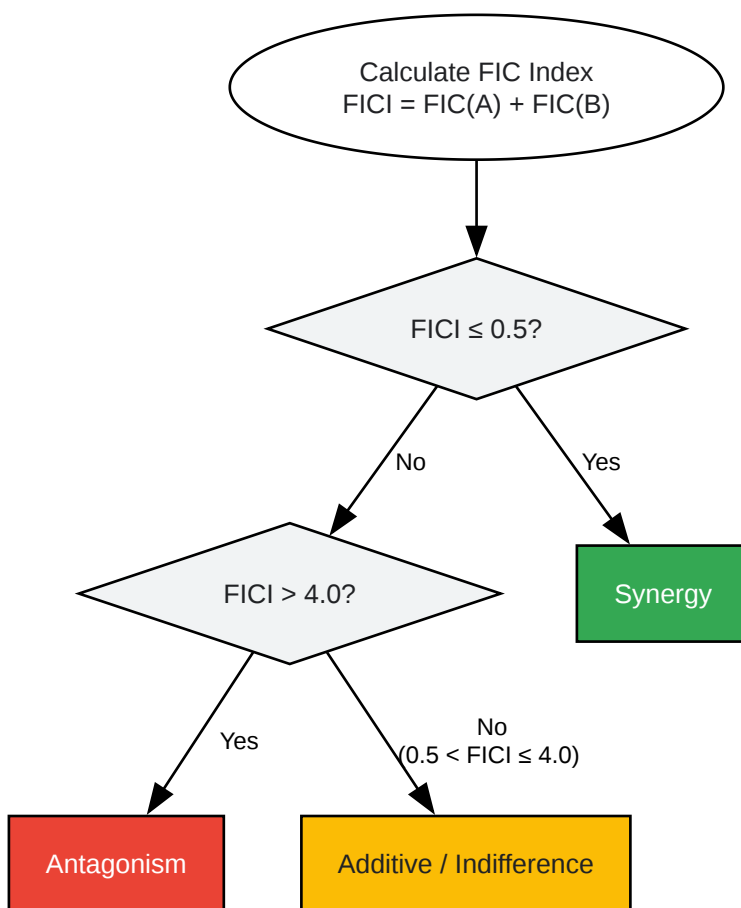 Calculate FIC Index
FICI = FIC(A) + FIC(B)
FICI ≤ 0.5?
No
Yes
FICI > 4.0?
Synergy
Yes
No
(0.5 < FICI ≤ 4.0)
Antagonism
Additive / Indifference